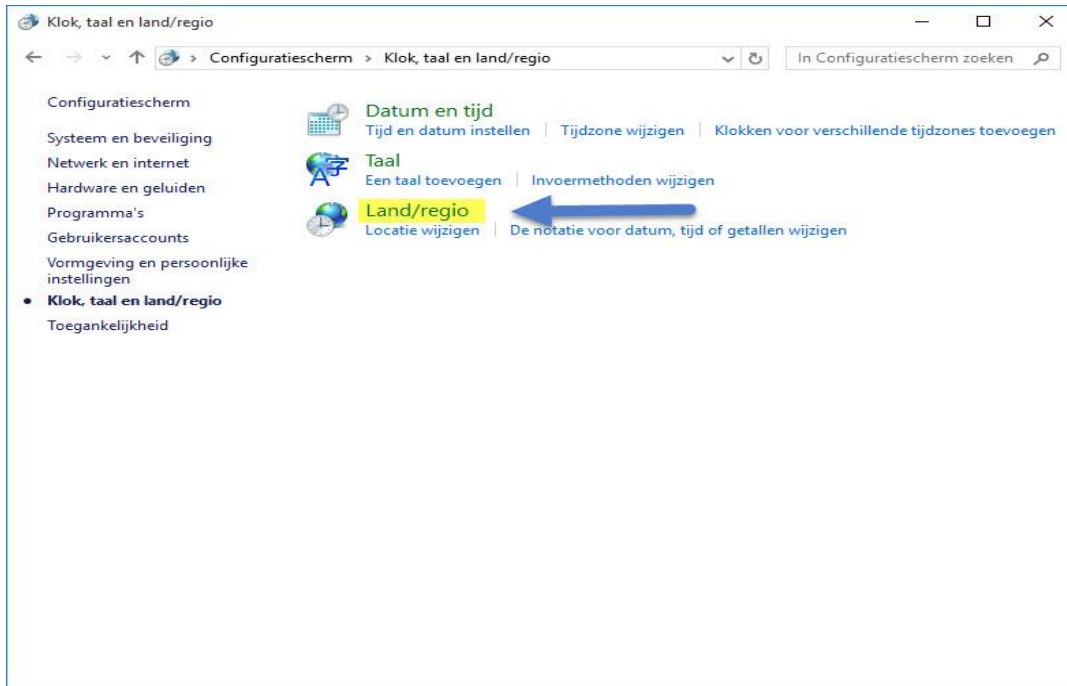 Klok, taal en land/regio
Configuratiescherm > Klok, taal en land/regio
In Configuratiescherm zoeken
Configuratiescherm
Systeem en beveiliging
Netwerk en internet
Hardware en geluiden
Programma's
Gebruikersaccounts
Vormgeving en persoonlijke
instellingen
Klok, taal en land/regio
Toegankelijkheid
Datum en tijd
Tijd en datum instellen | Tijdzone wijzigen | Klokken voor verschillende tijdzones toevoegen
字
A
Taal
Een taal toevoegen | Invoermethoden wijzigen
Land/regio
Locatie wijzigen | De notatie voor datum, tijd of getallen wijzigen